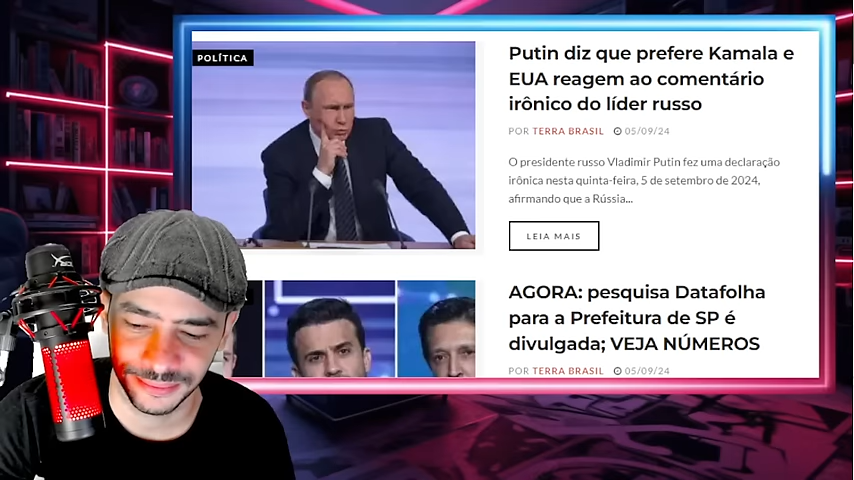 POLÍTICA
Putin diz que prefere Kamala e
EUA reagem ao comentário
irônico do líder russo
POR TERRA BRASIL 05/09/24
O presidente russo Vladimir Putin fez uma declaração
irônica nesta quinta-feira, 5 de setembro de 2024,
afirmando que a Rússia...
LEIA MAIS
AGORA: pesquisa Datafolha
para a Prefeitura de SP é
divulgada; VEJA NÚMEROS
POR TERRA BRASIL 05/09/24